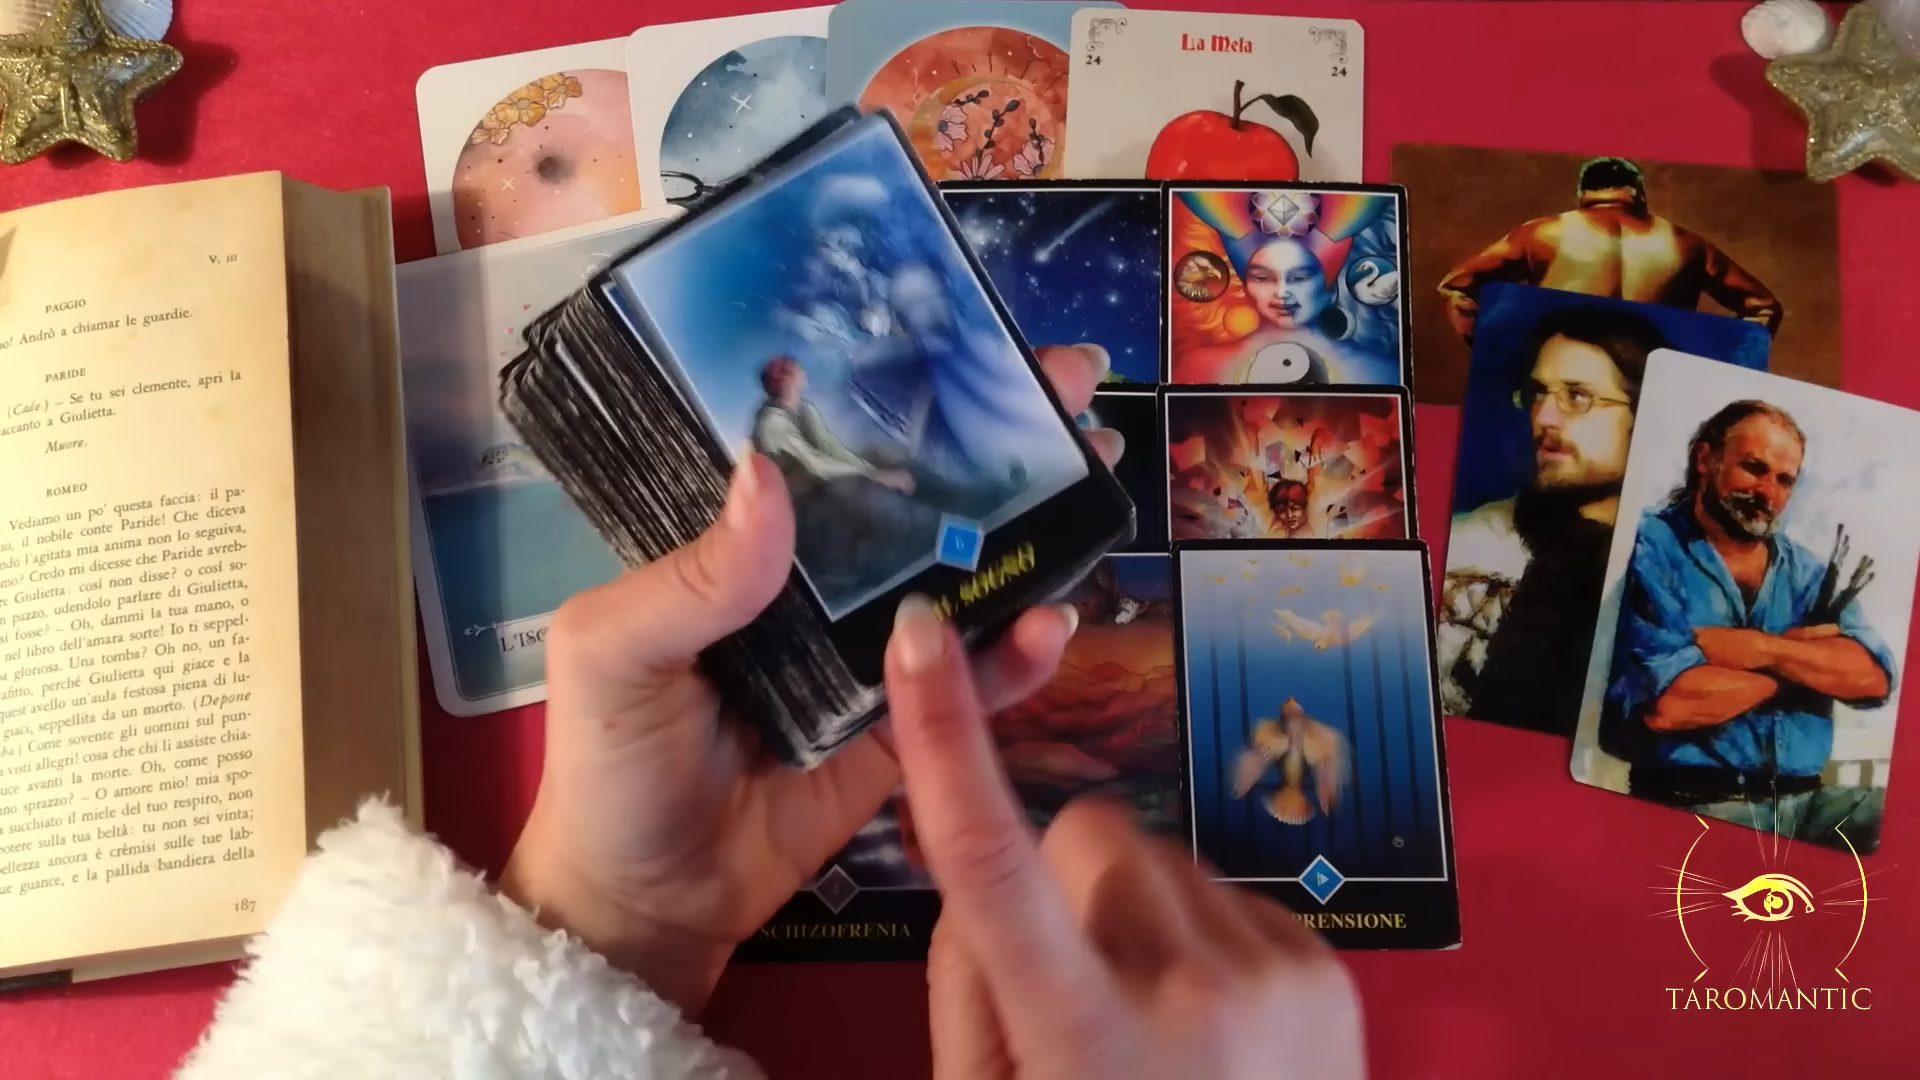 V, III
PAGGIO
Andrò a chiamar le guardie.
PARIDE
(Cade.) – Se tu sei clemente, apri la
accanto a Giulietta.
Muore.
ROMEO
Vediamo un po' questa faccia: il pa-
il nobile conte Paride! Che diceva
l'agitata mia anima non lo seguiva,
mo? Credo mi dicesse che Paride avreb-
Giulietta: cosí non disse? o cosí so-
pazzo, udendolo parlare di Giulietta,
sí fosse? – Oh, dammi la tua mano, o
nel libro dell'amara sorte! Io ti seppel-
gloriosa. Una tomba? Oh no, un fa-
perché Giulietta qui giace e la
quest'avello un'aula festosa piena di lu-
giaci, seppellita da un morto. (Depone
Come sovente gli uomini sul pun-
visti allegri! cosa che chi li assiste chia-
avanti la morte. Oh, come posso
sprazzo? – O amore mio! mia spo-
succhiato il miele del tuo respiro, non
potere sulla tua beltà: tu non sei vinta;
bellezza ancora è crèmisi sulle tue lab-
guance, e la pallida bandiera della
187
La Mela
24
24
IL SOGNO
SCHIZOFRENIA
PRENSIONE
TAROMANTIC